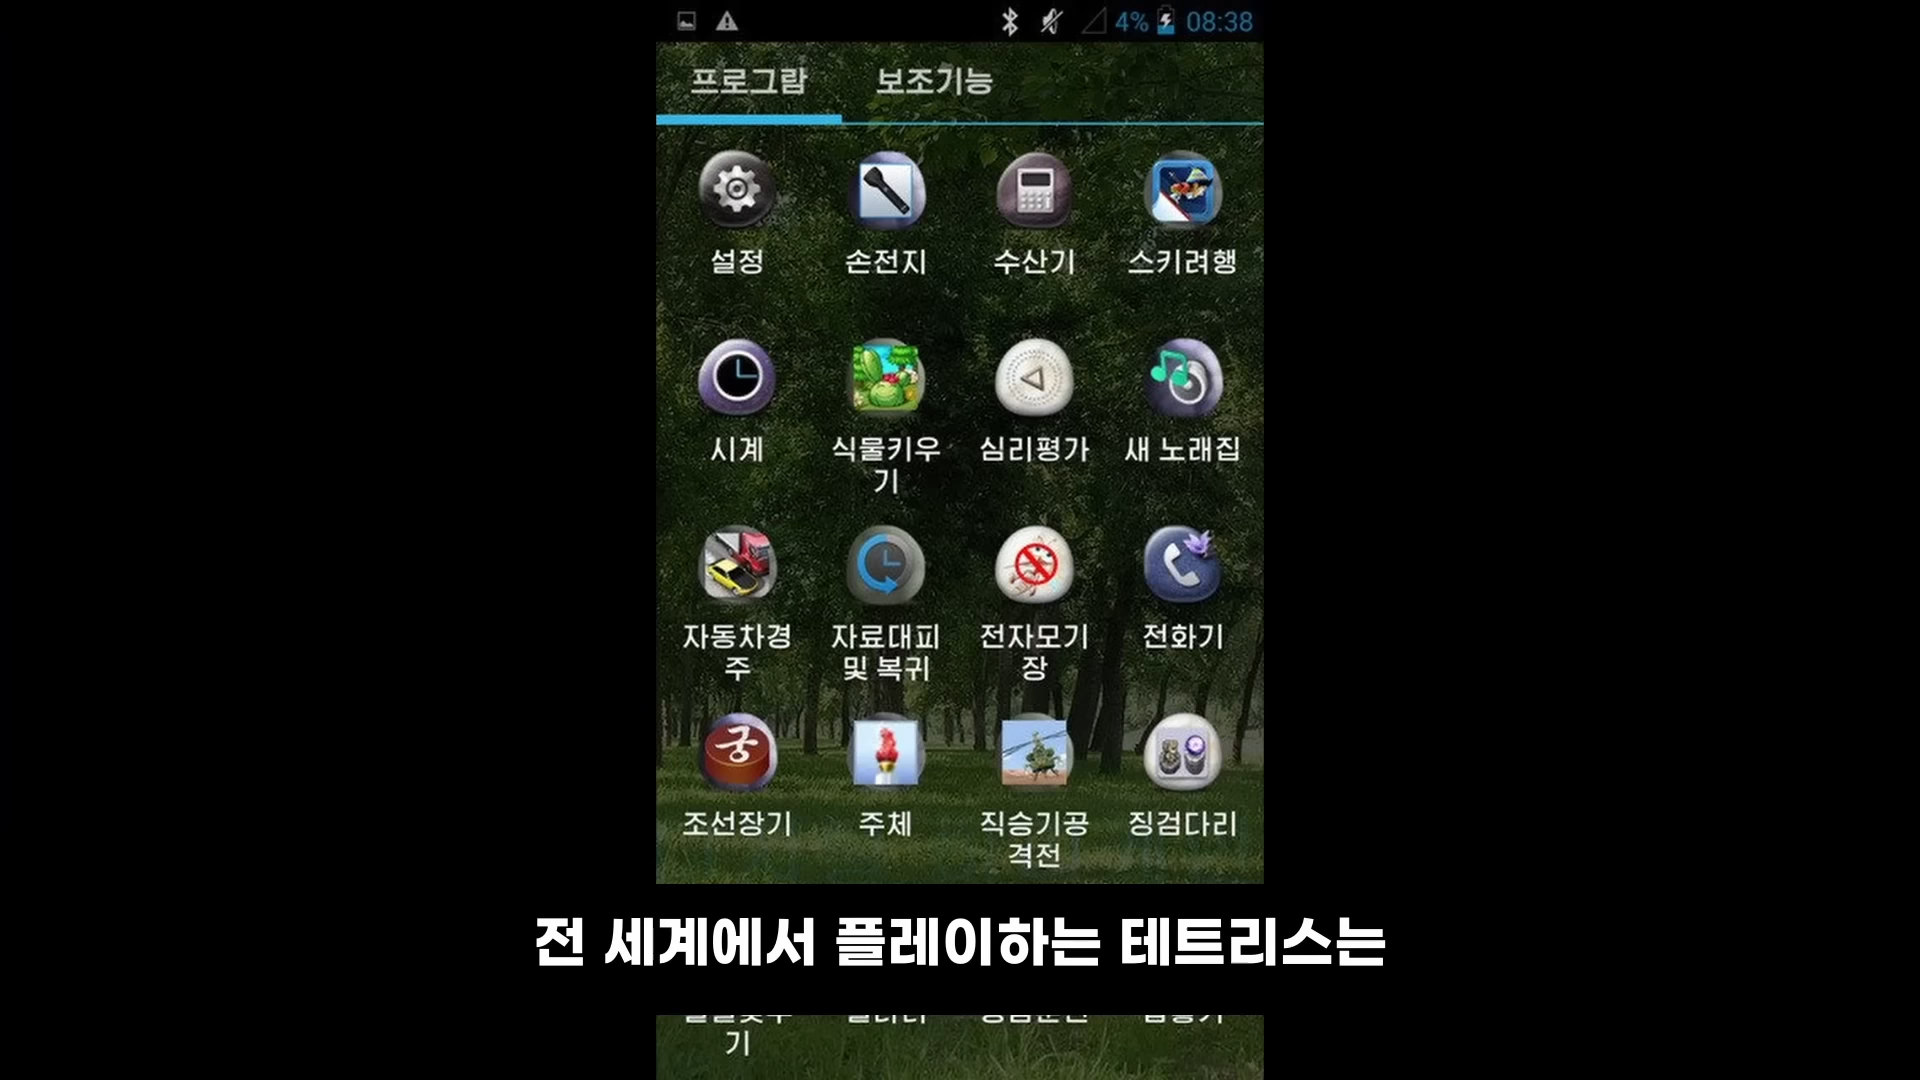 4% 08:38
프로그람 보조기능
설정 손전지 수산기 스키려행
시계 식물키우 심리평가 새 노래집
기
자동차경 자료대피 전자모기 전화기
주 및 복귀 장
궁
조선장기 주체 직승기공 징검다리
격전
전 세계에서 플레이하는 테트리스는
기